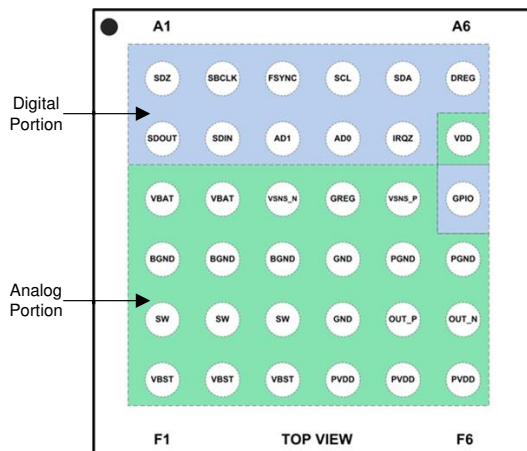 A1 A6
SDZ SBCLK FSYNC SCL SDA DREG
Digital
Portion
SDOUT SDIN AD1 AD0 IRQZ VDD
VBAT VBAT VSNS_N GREG VSNS_P GPIO
BGND BGND BGND GND PGND PGND
Analog
Portion
SW SW SW GND OUT_P OUT_N
VBST VBST VBST PVDD PVDD PVDD
F1 TOP VIEW F6